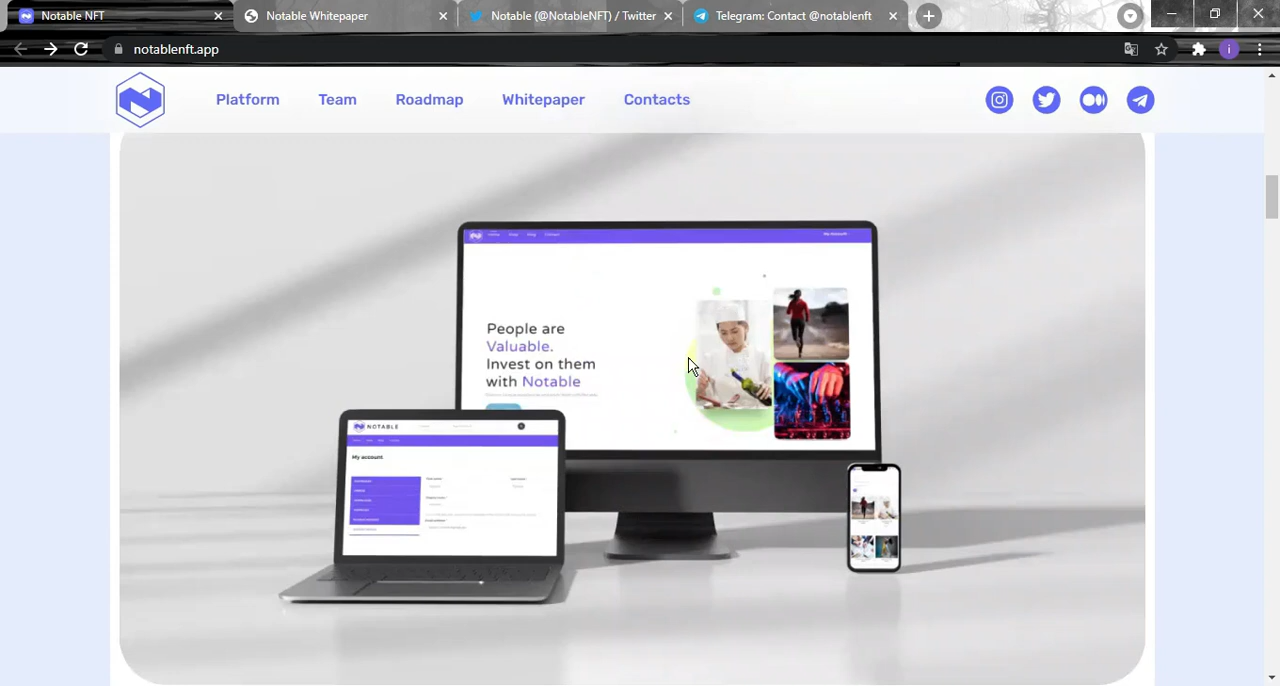 Notable NFT
Notable Whitepaper
Notable (@NotableNFT) / Twitter
Telegram: Contact @notablenft
notablenft.app
i
Platform
Team
Roadmap
Whitepaper
Contacts
People are
Valuable.
Invest on them
with Notable
NOTABLE
My account